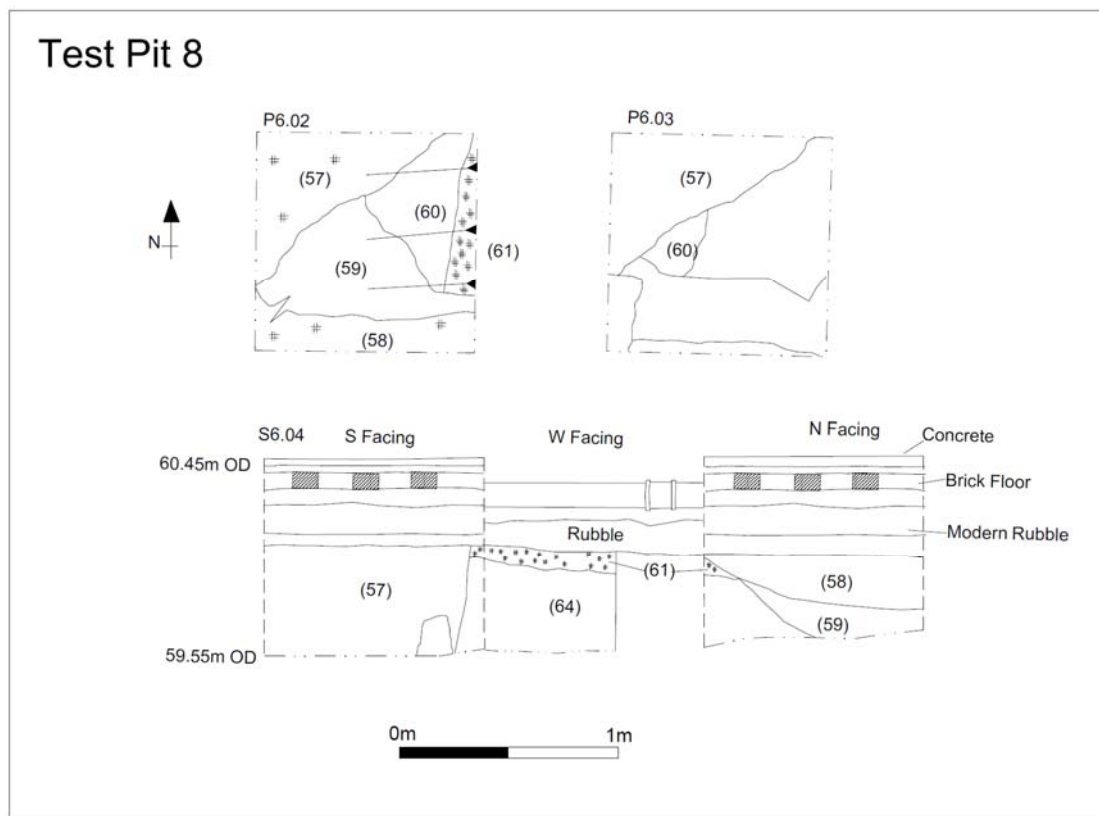 Test Pit 8
P6.02
P6.03
(57)
(57)
(60)
(60)
N
(61)
(59)
(58)
S6.04
S Facing
W Facing
N Facing
Concrete
60.45m OD
Brick Floor
Rubble
Modern Rubble
(61)
(57)
(64)
(58)
(59)
59.55m OD
0m
1m